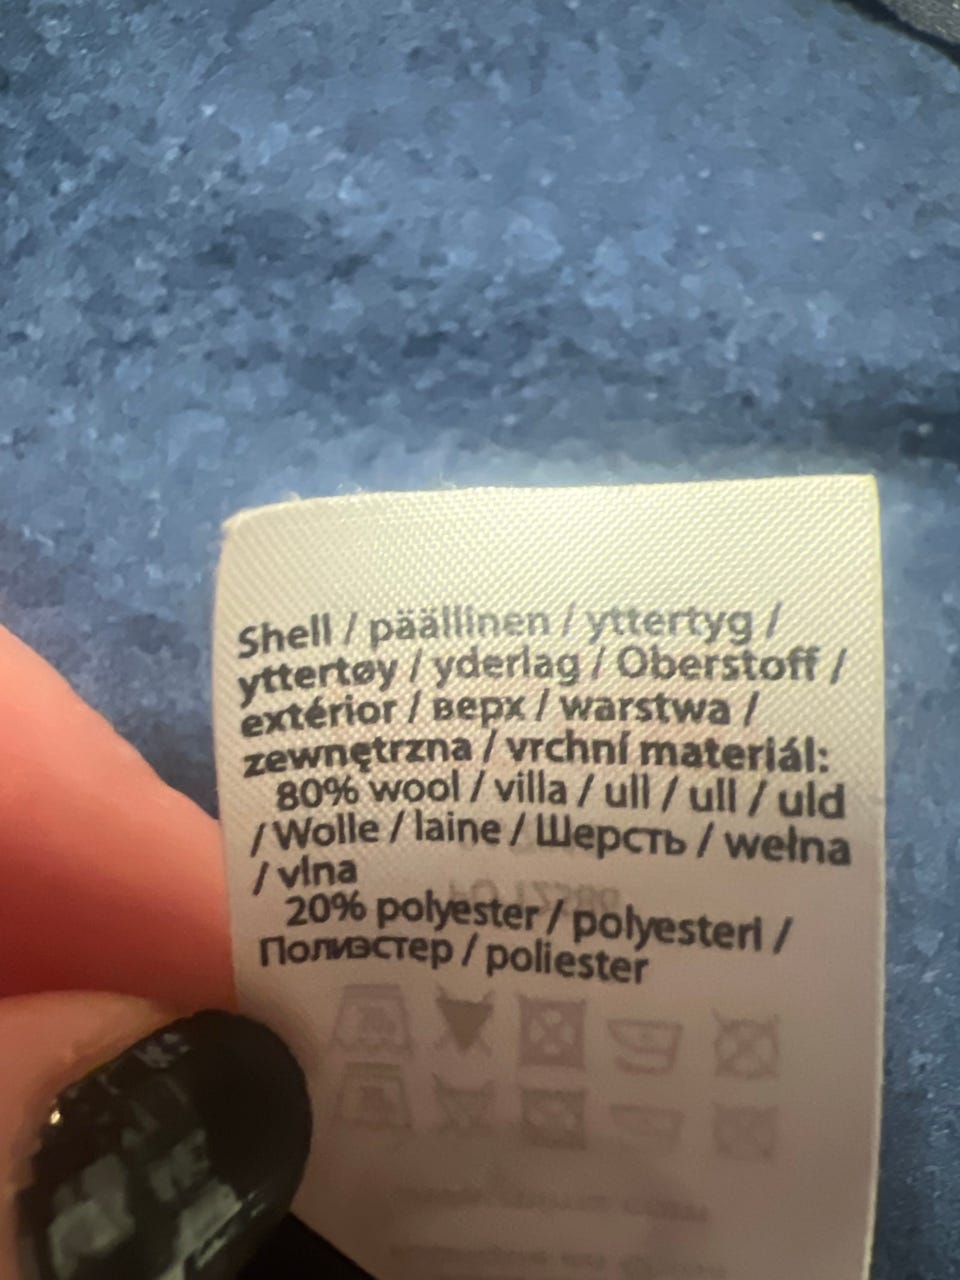 Shell / päällinen / yttertyg /
yttertøy / yderlag / Oberstoff /
extérior / верх / warstwa /
zewnętrzna / vrchní materiál:
80% wool / villa / ull / ull / uld
/ Wolle / laine / Шерсть / wełna
/ vlna
20% polyester / polyesteri /
Полиэстер / poliester